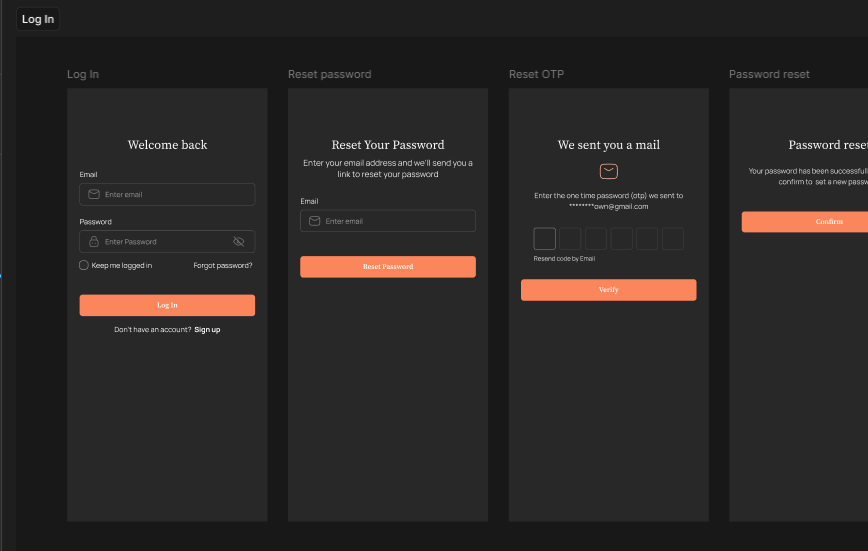 Log In
Log In
Welcome back
Email
Enter email
Password
Enter Password
Keep me logged in
Forgot password?
Log In
Don't have an account? Sign up
Reset password
Reset Your Password
Enter your email address and we'll send you a
link to reset your password
Email
Enter email
Reset Password
Reset OTP
We sent you a mail
Enter the one time password (otp) we sent to
********own@gmail.com
Resend code by Email
Verify
Password reset
Password rese
Your password has been successfull
confirm to set a new passw
Confirm